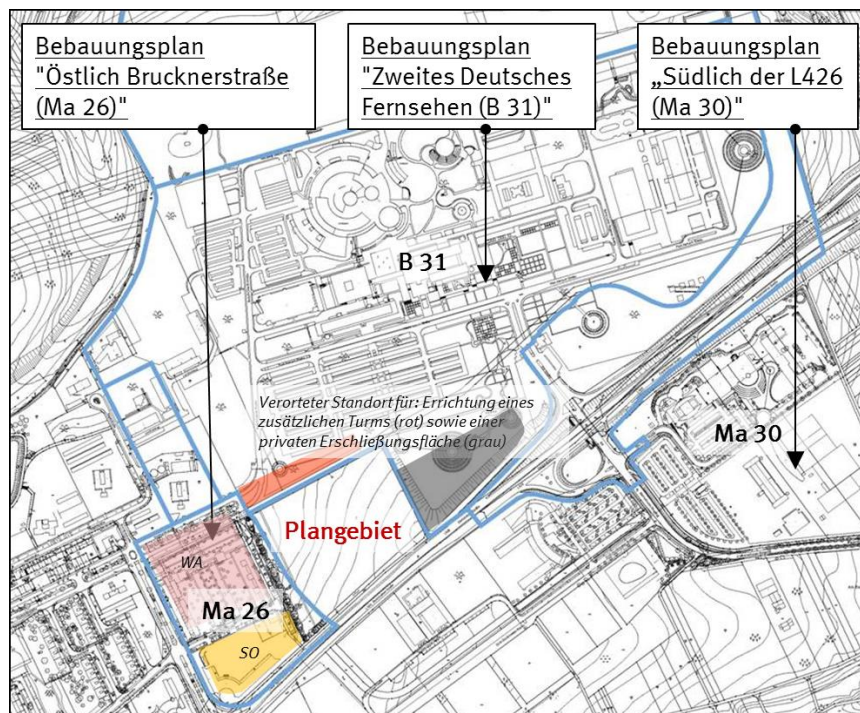 Bebauungsplan
"Östlich Brucknerstraße
(Ma 26)"
Bebauungsplan
"Zweites Deutsches
Fernsehen (B 31)"
Bebauungsplan
„Südlich der L426
(Ma 30)"
B 31
Verorteter Standort für: Errichtung eines
zusätzlichen Turms (rot) sowie einer
privaten Erschließungsfläche (grau)
Ma 30
Plangebiet
WA
Ma 26
SO